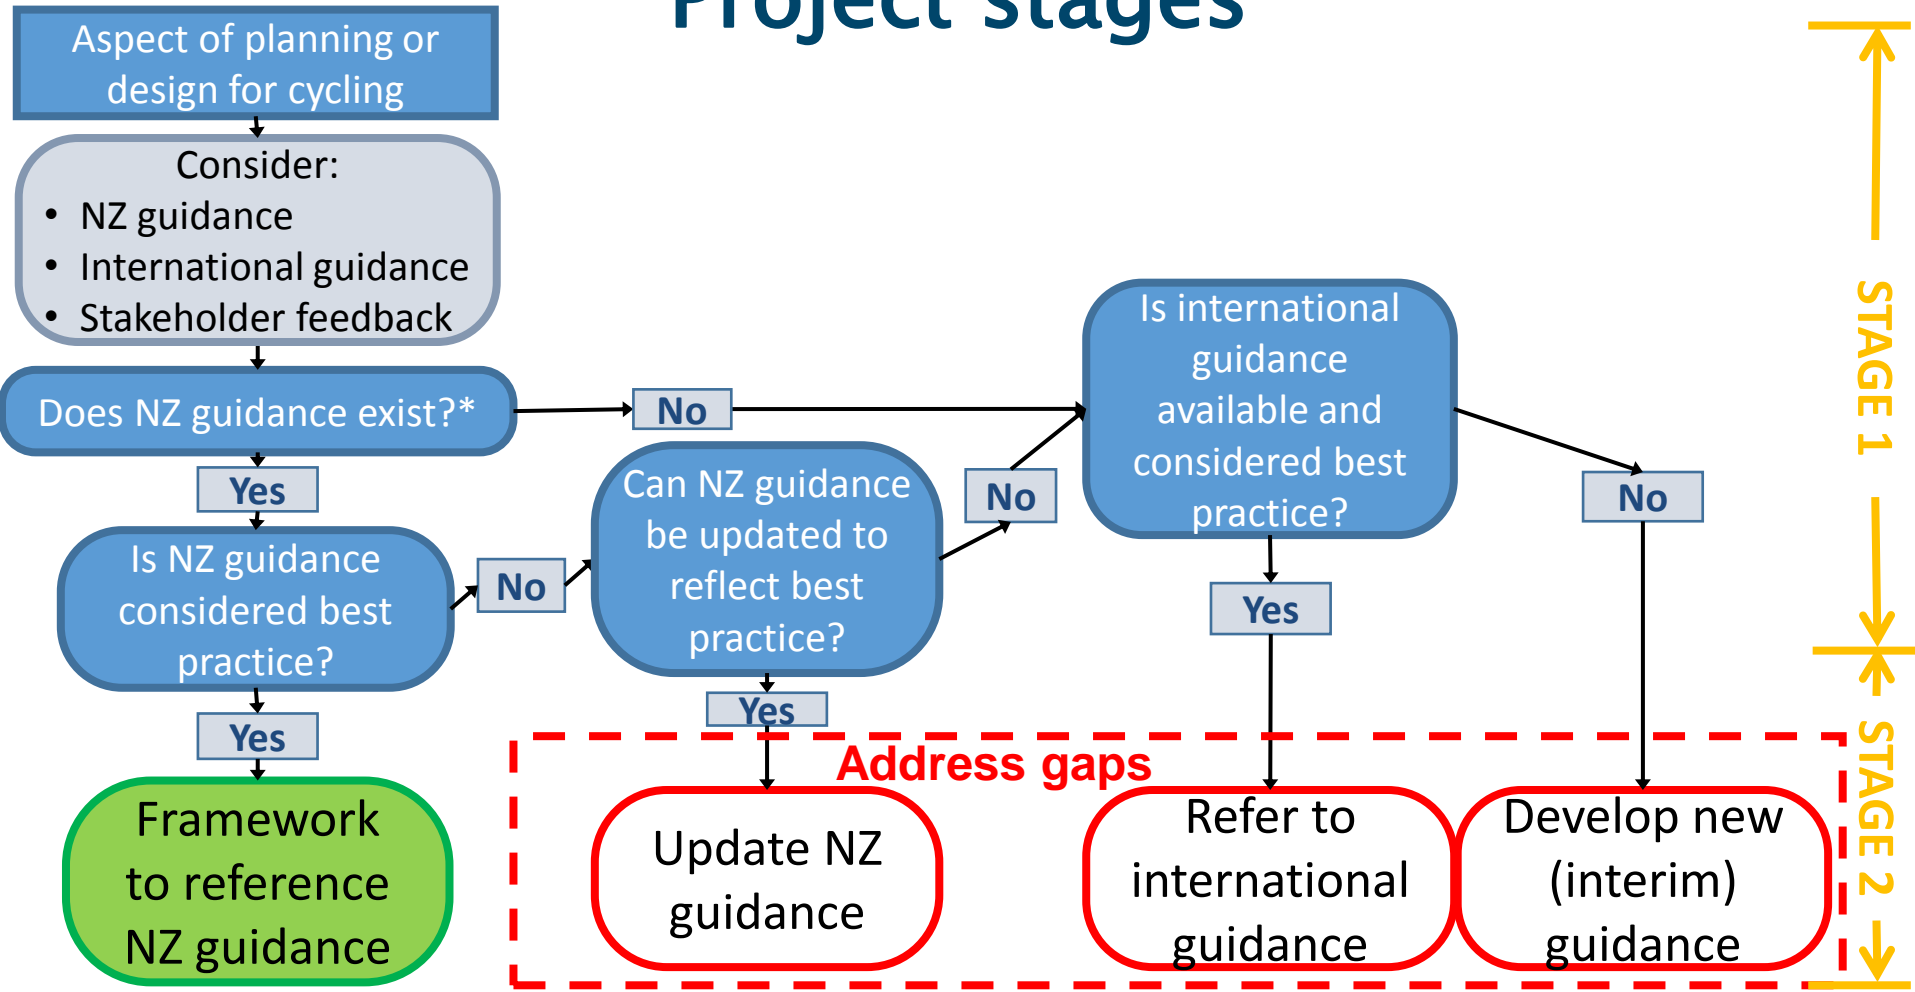 Project stages
Aspect of planning or
design for cycling
Consider:
• NZ guidance
• International guidance
• Stakeholder feedback
Does NZ guidance exist?*
No
Yes
Is NZ guidance
considered best
practice?
No
Yes
Framework
to reference
NZ guidance
Can NZ guidance
be updated to
reflect best
practice?
No
Yes
Is international
guidance
available and
considered best
practice?
No
Yes
Address gaps
Update NZ
guidance
Refer to
international
guidance
Develop new
(interim)
guidance
STAGE 1
STAGE 2